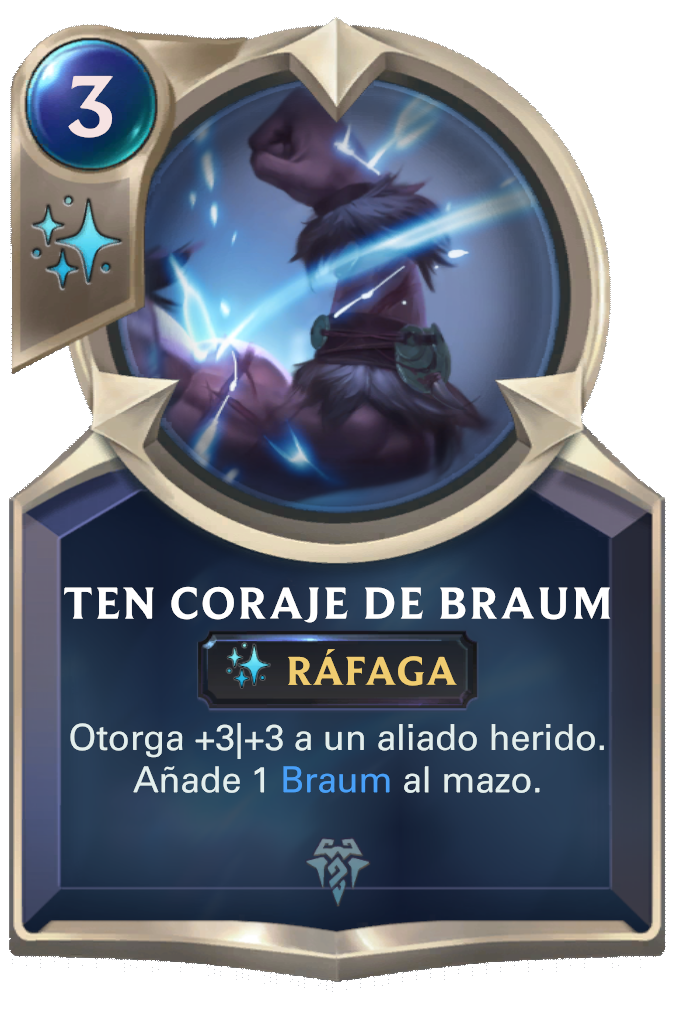 3
TEN CORAJE DE BRAUM
RÁFAGA
Otorga +3|+3 a un aliado herido.
Añade 1 Braum al mazo.